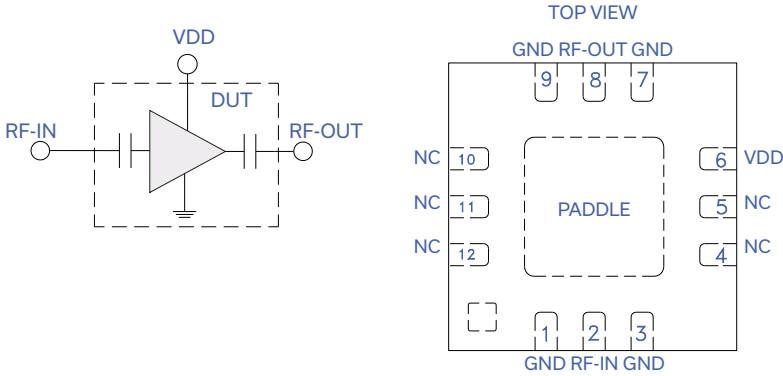 VDD
DUT
RF-IN
RF-OUT
TOP VIEW
GND RF-OUT GND
9 8 7
NC 10
6 VDD
NC 11
PADDLE
5 NC
NC 12
4 NC
1 2 3
GND RF-IN GND